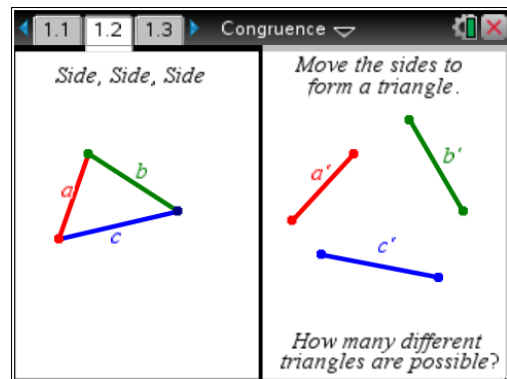 1.1 1.2 1.3 Congruence
Side, Side, Side
a
b
c
Move the sides to
form a triangle.
a'
b'
c'
How many different
triangles are possible?